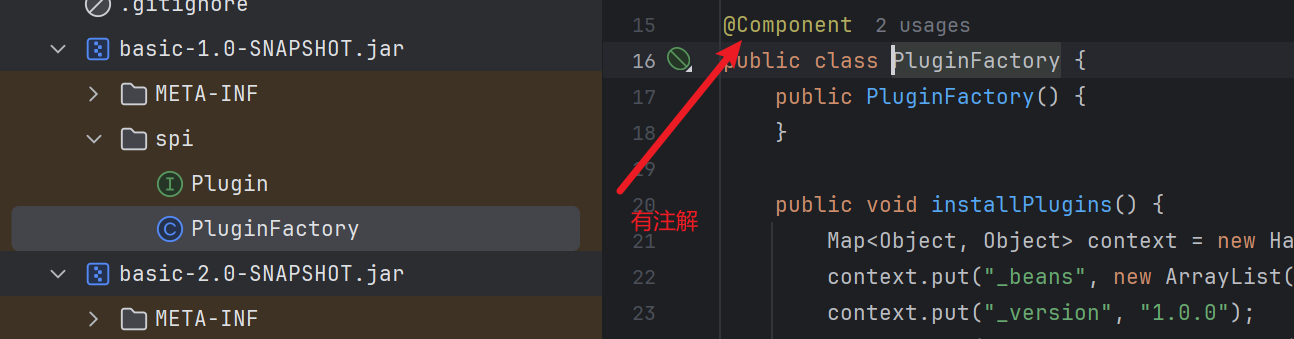 .gitignore
basic-1.0-SNAPSHOT.jar
META-INF
spi
Plugin
PluginFactory
basic-2.0-SNAPSHOT.jar
META-INF
15 @Component 2 usages
16 public class PluginFactory {
17 public PluginFactory() {
18 }
19
20 public void installPlugins() {
有注解
21 Map<Object, Object> context = new Ha
22 context.put("_beans", new ArrayList(
23 context.put("_version", "1.0.0");